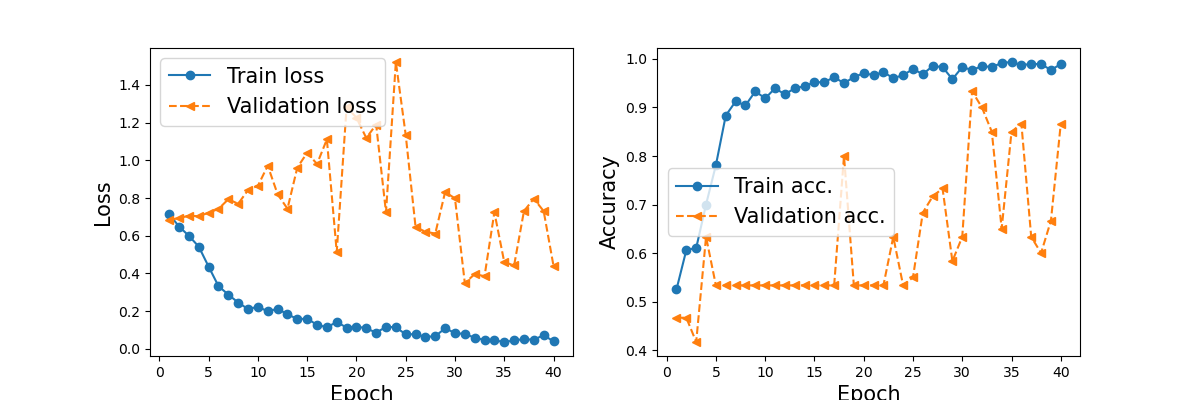 Train loss
Validation loss
Loss
1.4
1.2
1.0
0.8
0.6
0.4
0.2
0.0
0 5 10 15 20 25 30 35 40
Epoch
Train acc.
Validation acc.
Accuracy
1.0
0.9
0.8
0.7
0.6
0.5
0.4
0 5 10 15 20 25 30 35 40
Epoch